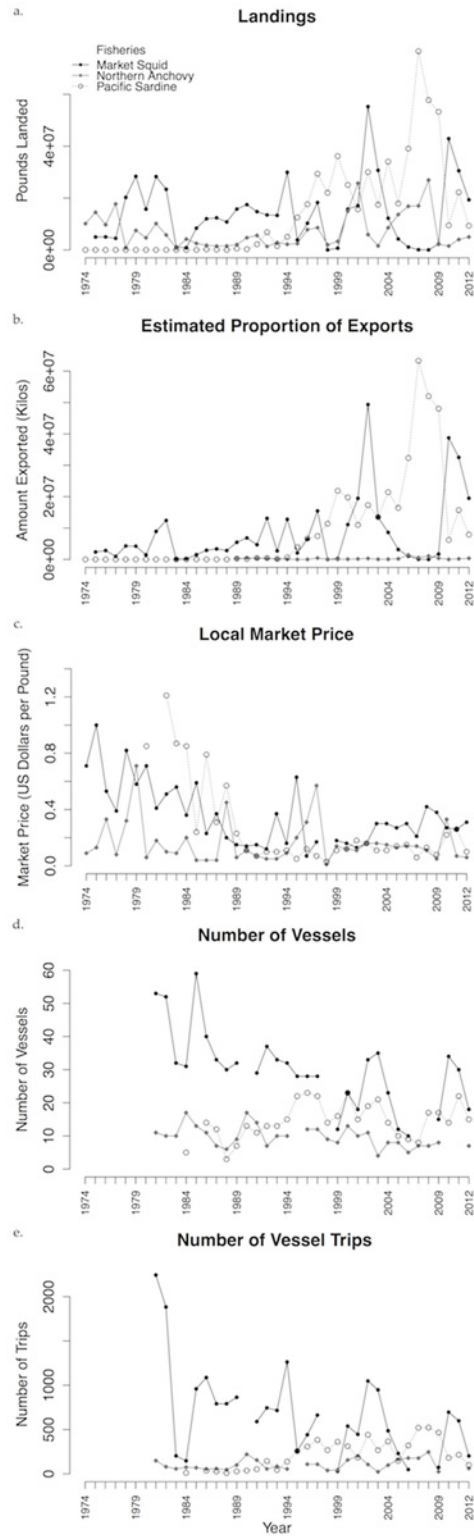 a.
Landings
Fisheries
Market Squid
Northern Anchovy
Pacific Sardine
Pounds Landed
4e+07
0e+00
1974
1979
1984
1989
1994
1999
2004
2009
2012
b.
Estimated Proportion of Exports
Amount Exported (Kilos)
6e+07
4e+07
2e+07
0e+00
1974
1979
1984
1989
1994
1999
2004
2009
2012
c.
Local Market Price
Market Price (US Dollars per Pound)
1.2
0.8
0.4
0.0
1974
1979
1984
1989
1994
1999
2004
2009
2012
d.
Number of Vessels
Number of Vessels
60
50
40
30
20
10
0
1974
1979
1984
1989
1994
1999
2004
2009
2012
e.
Number of Vessel Trips
Number of Trips
2000
1000
500
0
1974
1979
1984
1989
1994
1999
2004
2009
2012
Year